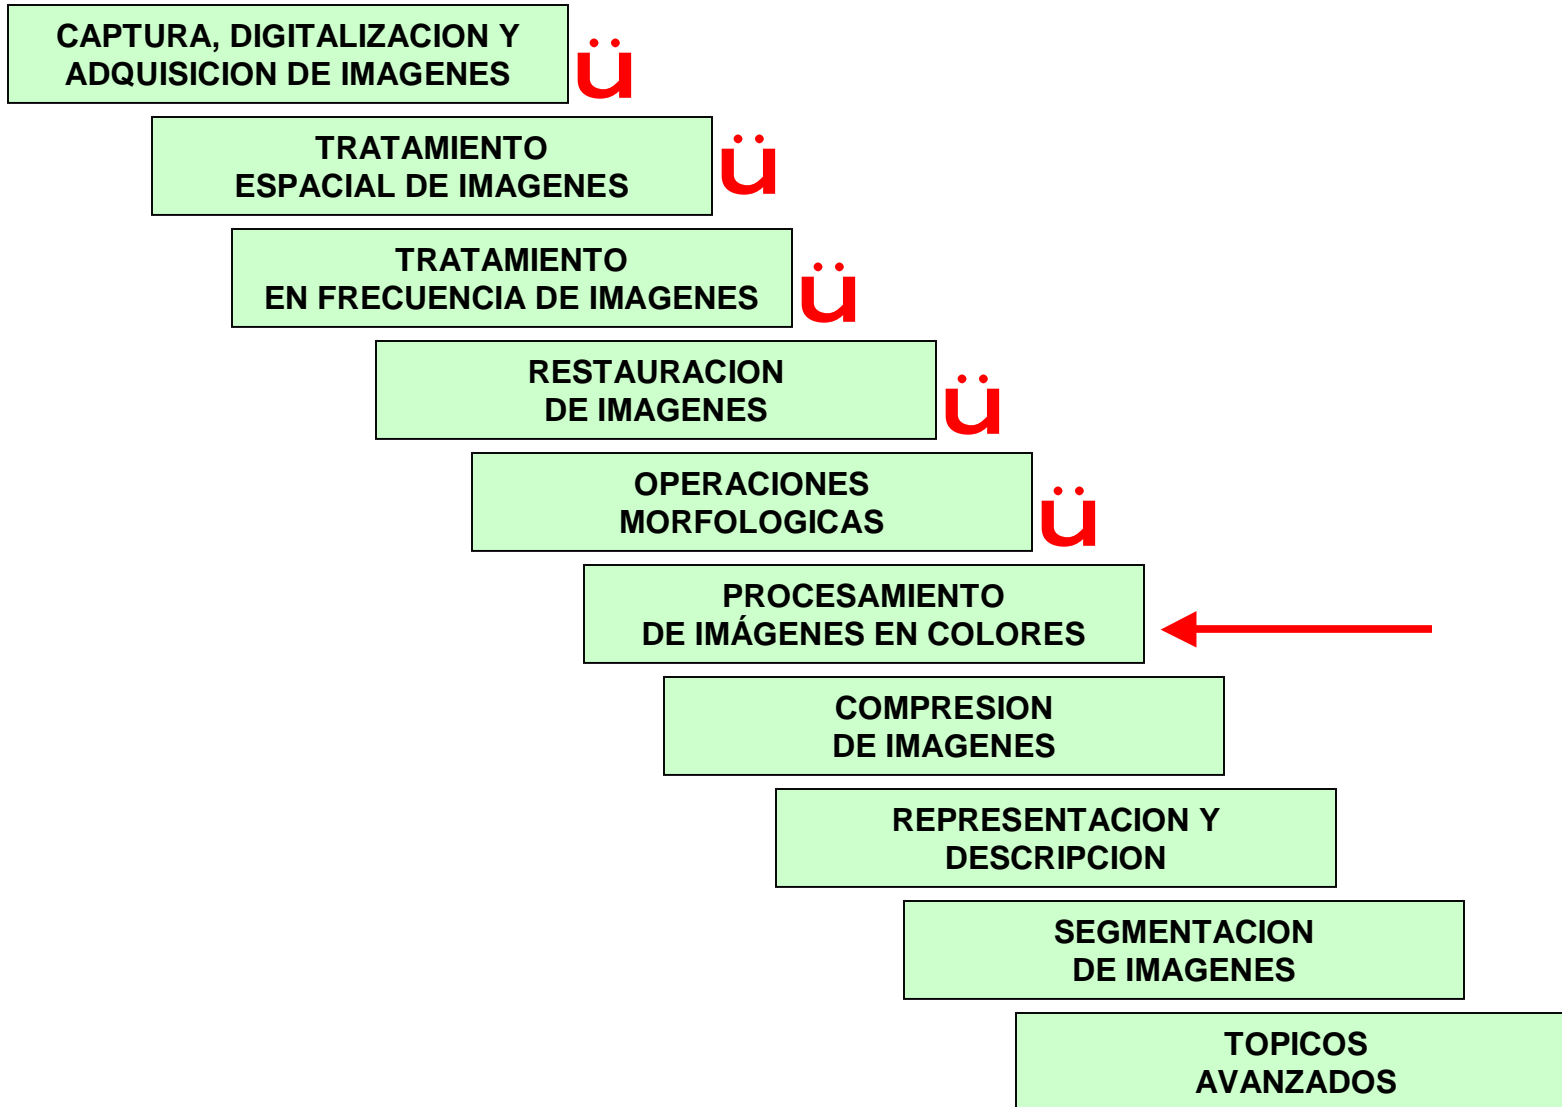 CAPTURA, DIGITALIZACION Y
ADQUISICION DE IMAGENES
ü
TRATAMIENTO
ESPACIAL DE IMAGENES
ü
TRATAMIENTO
EN FRECUENCIA DE IMAGENES
ü
RESTAURACION
DE IMAGENES
ü
OPERACIONES
MORFOLOGICAS
ü
PROCESAMIENTO
DE IMÁGENES EN COLORES
COMPRESION
DE IMAGENES
REPRESENTACION Y
DESCRIPCION
SEGMENTACION
DE IMAGENES
TOPICOS
AVANZADOS